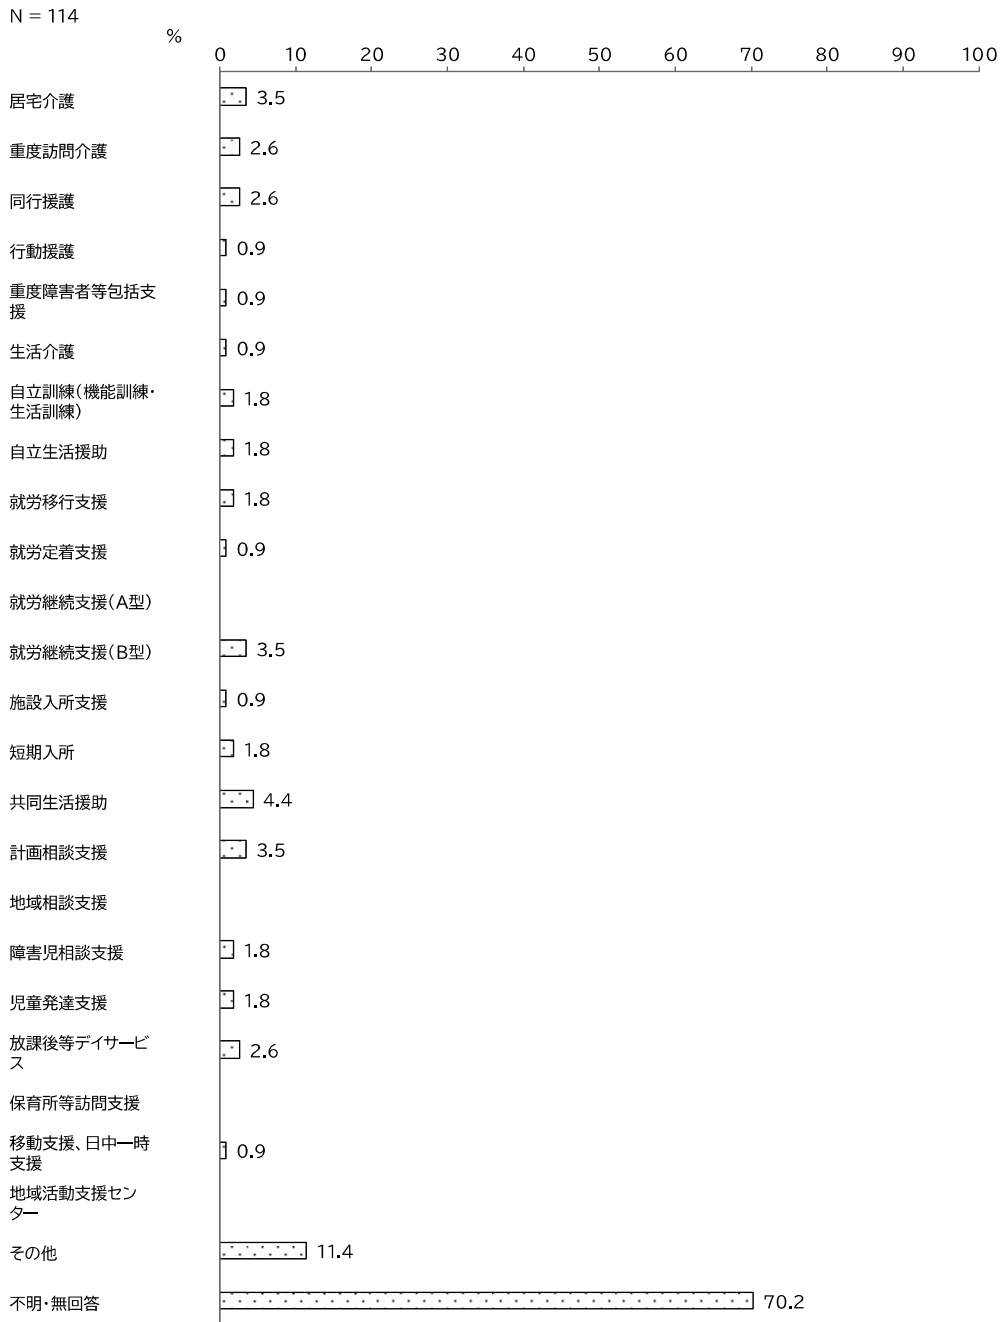 N = 114
%
0 10 20 30 40 50 60 70 80 90 100
居宅介護 3.5
重度訪問介護 2.6
同行援護 2.6
行動援護 0.9
重度障害者等包括支
援 0.9
生活介護 0.9
自立訓練(機能訓練・
生活訓練) 1.8
自立生活援助 1.8
就労移行支援 1.8
就労定着支援 0.9
就労継続支援(A型)
就労継続支援(B型) 3.5
施設入所支援 0.9
短期入所 1.8
共同生活援助 4.4
計画相談支援 3.5
地域相談支援
障害児相談支援 1.8
児童発達支援 1.8
放課後等デイサービ
ス 2.6
保育所等訪問支援
移動支援、日中一時
支援 0.9
地域活動支援セン
ター
その他 11.4
不明・無回答 70.2